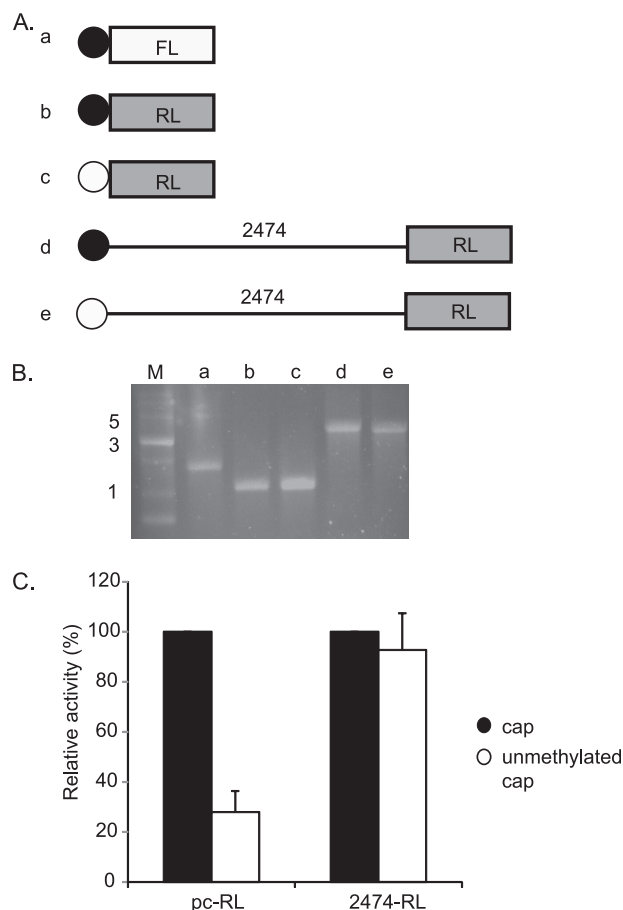 A.
a FL
b RL
c RL
d 2474 RL
e 2474 RL
B.
M a b c d e
5
3
1
C.
120
100
80
60
40
20
0
Relative activity (%)
pc-RL 2474-RL
cap
unmethylated
cap